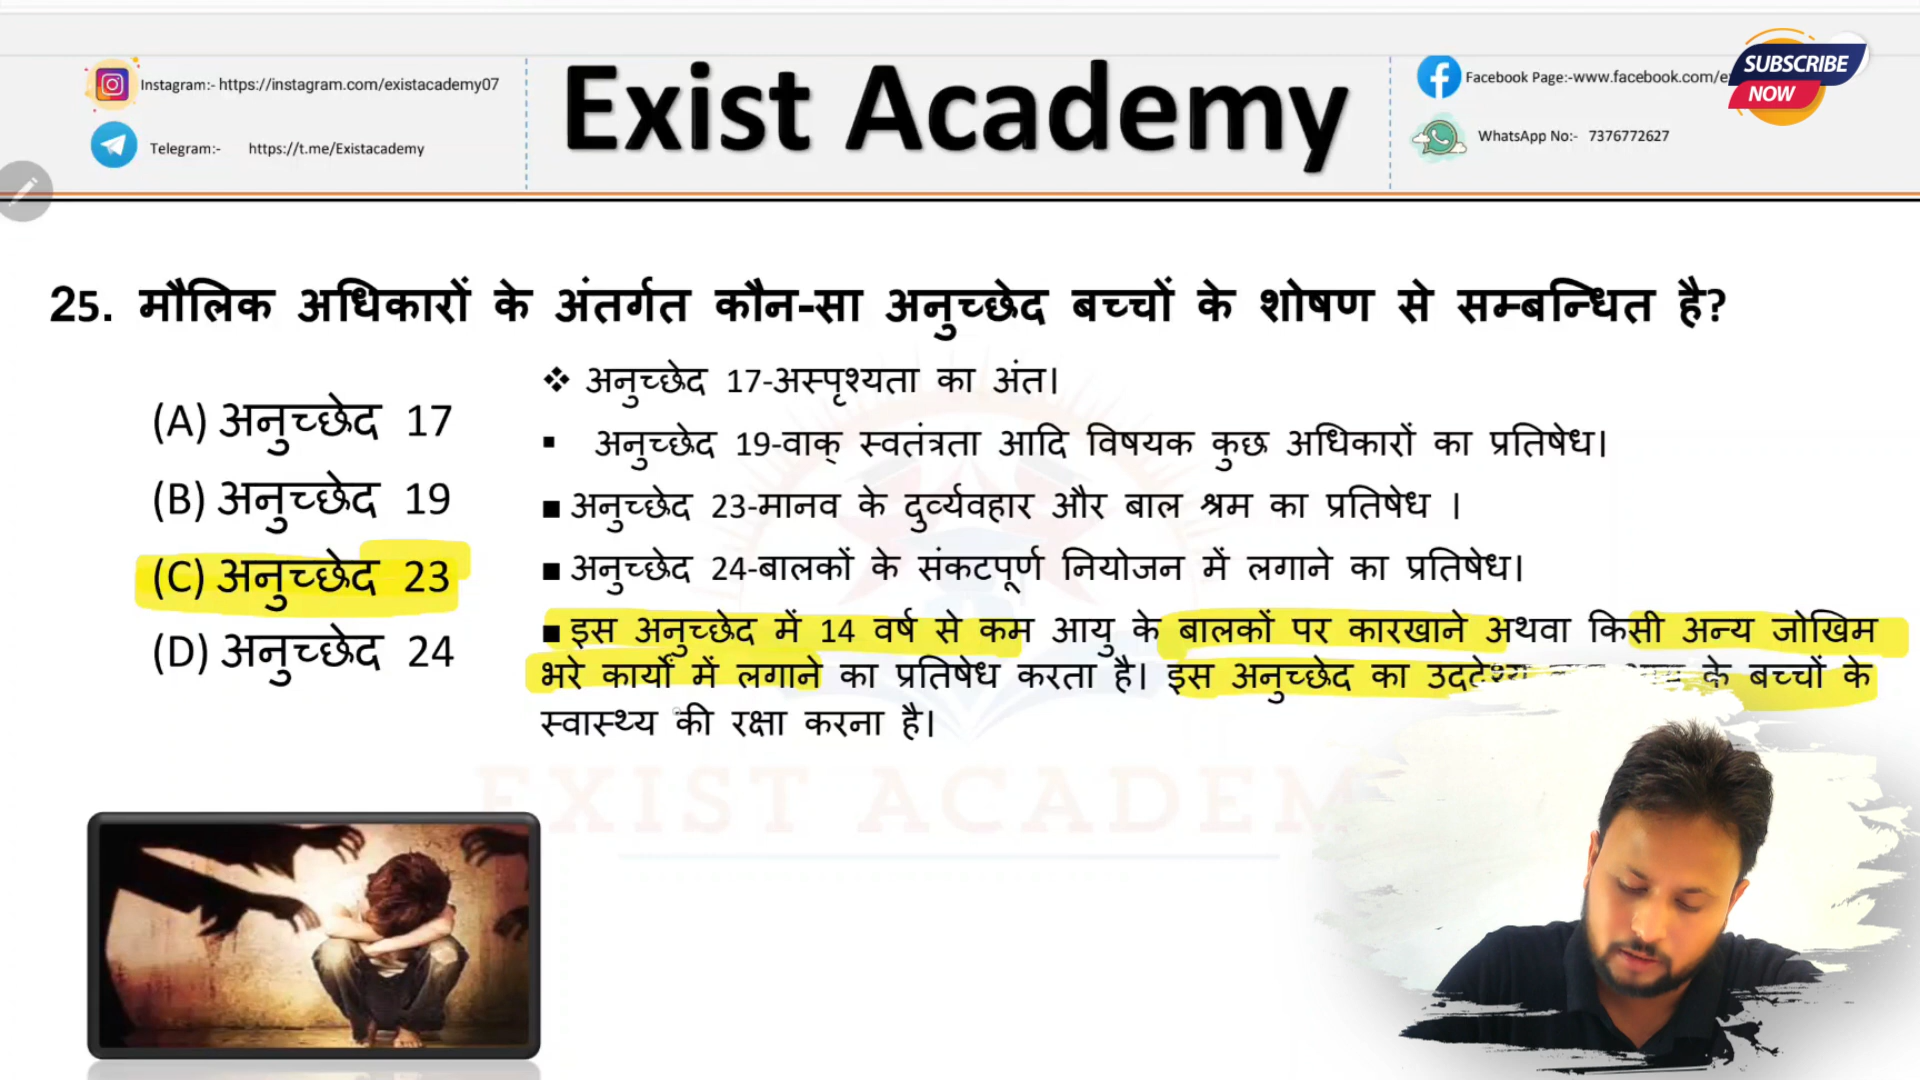 Instagram:- https://instagram.com/existacademy07
Telegram:- https://t.me/Existacademy
Exist Academy
Facebook Page:-www.facebook.com/e
WhatsApp No:- 7376772627
SUBSCRIBE
NOW
25. मौलिक अधिकारों के अंतर्गत कौन-सा अनुच्छेद बच्चों के शोषण से सम्बन्धित है?
(A) अनुच्छेद 17
(B) अनुच्छेद 19
(C) अनुच्छेद 23
(D) अनुच्छेद 24
❖ अनुच्छेद 17-अस्पृश्यता का अंत।
▪ अनुच्छेद 19-वाक् स्वतंत्रता आदि विषयक कुछ अधिकारों का प्रतिषेध।
■ अनुच्छेद 23-मानव के दुर्व्यवहार और बाल श्रम का प्रतिषेध ।
■ अनुच्छेद 24-बालकों के संकटपूर्ण नियोजन में लगाने का प्रतिषेध।
■ इस अनुच्छेद में 14 वर्ष से कम आयु के बालकों पर कारखाने अथवा किसी अन्य जोखिम
भरे कार्यों में लगाने का प्रतिषेध करता है। इस अनुच्छेद का उददेश्य के बच्चों के
स्वास्थ्य की रक्षा करना है।
EXIST ACADEM